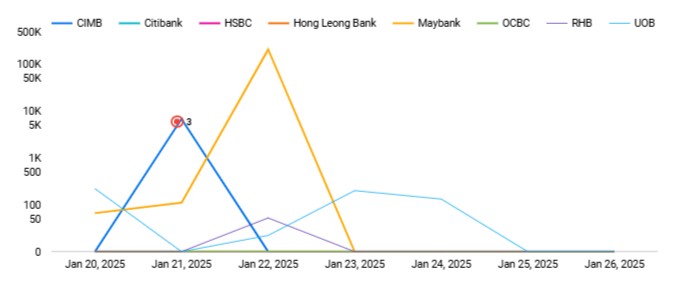 CIMB Citibank HSBC Hong Leong Bank Maybank OCBC RHB UOB
500K
100K
50K
10K
5K
3
1K
500
100
50
0
Jan 20, 2025 Jan 21, 2025 Jan 22, 2025 Jan 23, 2025 Jan 24, 2025 Jan 25, 2025 Jan 26, 2025